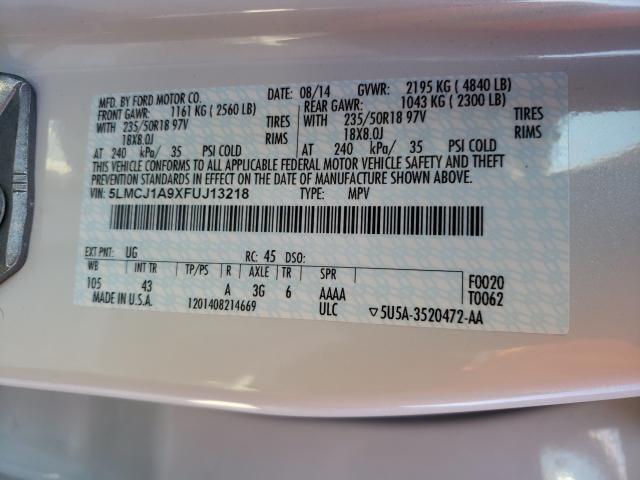 MFD. BY FORD MOTOR CO.
DATE: 08/14 GVWR: 2195 KG ( 4840 LB)
FRONT GAWR: 1161 KG ( 2560 LB)
REAR GAWR: 1043 KG ( 2300 LB)
WITH 235/50R18 97V TIRES
WITH 235/50R18 97V TIRES
18X8.0J RIMS
18X8.0J RIMS
AT 240 kPa/ 35 PSI COLD
AT 240 kPa/ 35 PSI COLD
THIS VEHICLE CONFORMS TO ALL APPLICABLE FEDERAL MOTOR VEHICLE SAFETY AND THEFT
PREVENTION STANDARDS IN EFFECT ON THE DATE OF MANUFACTURE SHOWN ABOVE.
VIN: 5LMCJ1A9XFUJ13218 TYPE: MPV
EXT PNT: UG RC: 45 DSO:
WB INT TR TP/PS R AXLE TR SPR
105 43 A 3G 6 AAAA
F0020
T0062
MADE IN U.S.A. 1201408214669 ULC ▽5U5A-3520472-AA